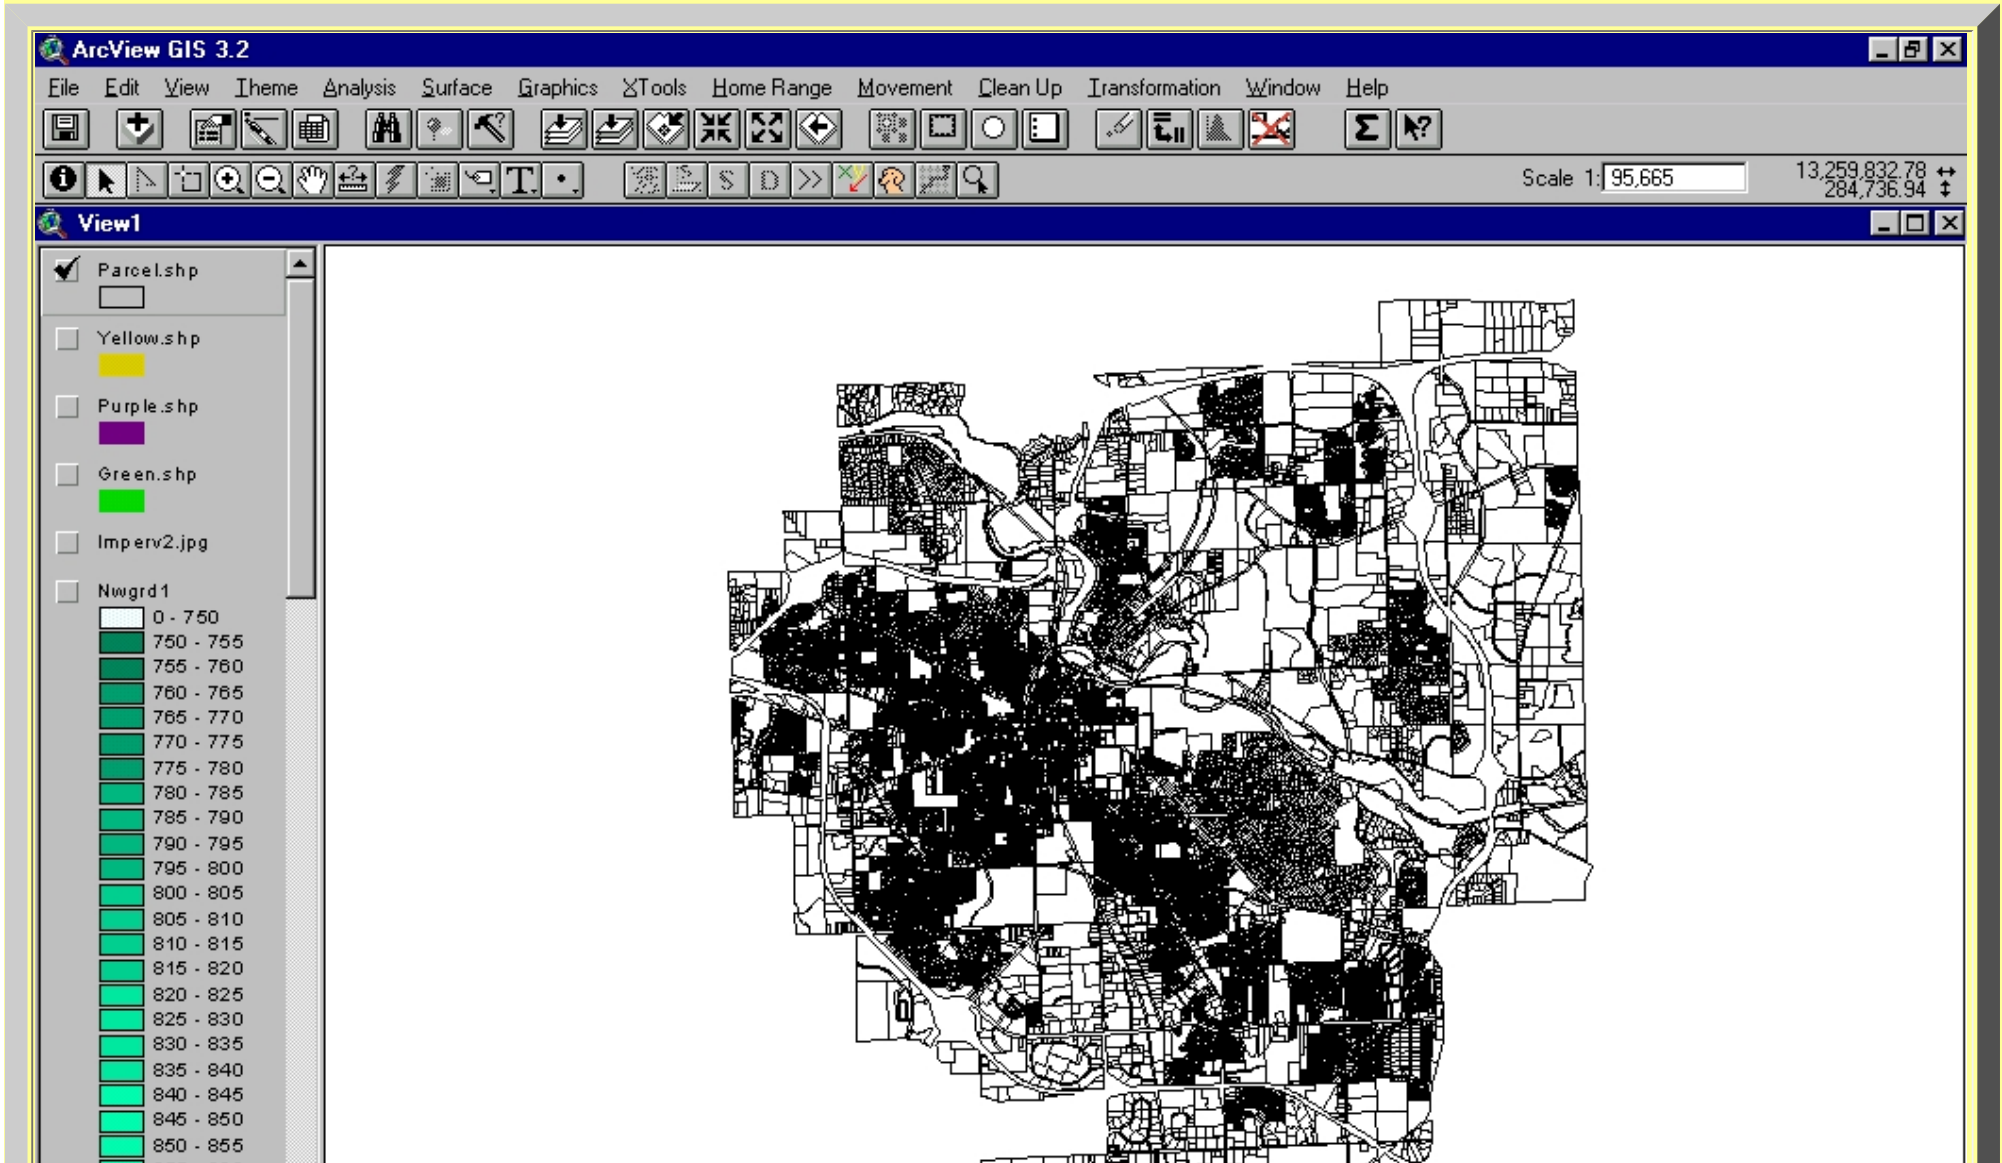 ArcView GIS 3.2
File Edit View Theme Analysis Surface Graphics XTools Home Range Movement Clean Up Transformation Window Help
Scale 1: 95,665
13,259,832.78
284,736.94
View1
Parcel.shp
Yellow.shp
Purple.shp
Green.shp
Imperv2.jpg
Nwgrd1
0 - 750
750 - 755
755 - 760
760 - 765
765 - 770
770 - 775
775 - 780
780 - 785
785 - 790
790 - 795
795 - 800
800 - 805
805 - 810
810 - 815
815 - 820
820 - 825
825 - 830
830 - 835
835 - 840
840 - 845
845 - 850
850 - 855